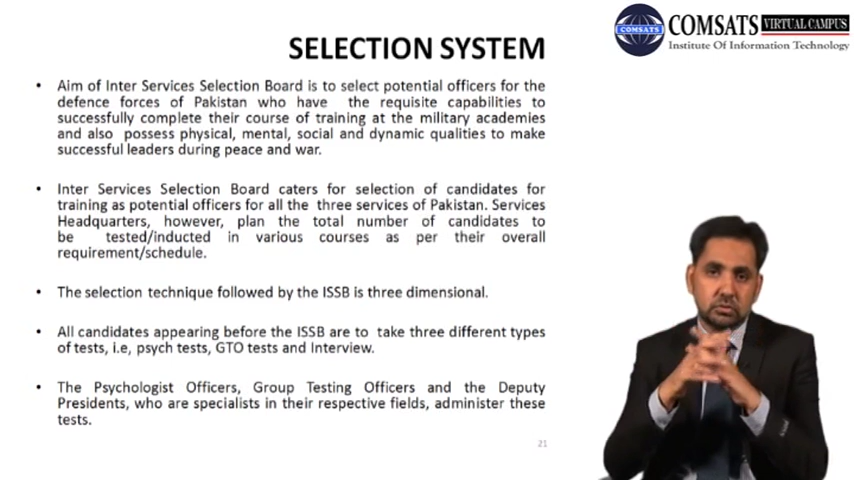 COMSATS VIRTUAL CAMPUS
Institute Of Information Technology
COMSATS
SELECTION SYSTEM
• Aim of Inter Services Selection Board is to select potential officers for the
defence forces of Pakistan who have the requisite capabilities to
successfully complete their course of training at the military academies
and also possess physical, mental, social and dynamic qualities to make
successful leaders during peace and war.
• Inter Services Selection Board caters for selection of candidates for
training as potential officers for all the three services of Pakistan. Services
Headquarters, however, plan the total number of candidates to
be tested/inducted in various courses as per their overall
requirement/schedule.
• The selection technique followed by the ISSB is three dimensional.
• All candidates appearing before the ISSB are to take three different types
of tests, i.e, psych tests, GTO tests and Interview.
• The Psychologist Officers, Group Testing Officers and the Deputy
Presidents, who are specialists in their respective fields, administer these
tests.
21